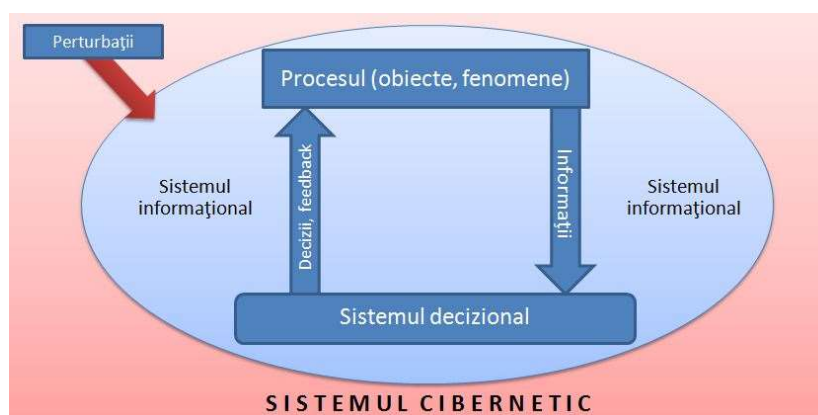 Perturbaţii
Procesul (obiecte, fenomene)
Sistemul
informaţional
Decizii, feedback
Informaţii
Sistemul
informaţional
Sistemul decizional
SISTEMUL CIBERNETIC